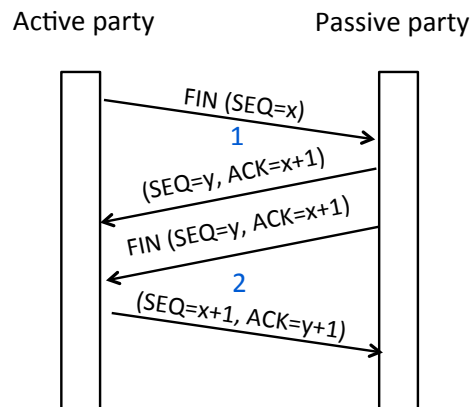 Active party
Passive party
FIN (SEQ=x)
1
(SEQ=y, ACK=x+1)
FIN (SEQ=y, ACK=x+1)
2
(SEQ=x+1, ACK=y+1)